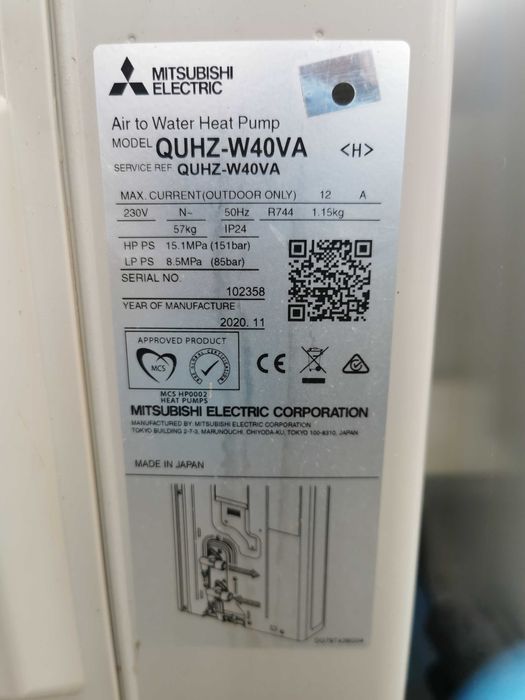 MITSUBISHI
ELECTRIC
Air to Water Heat Pump
MODEL QUHZ-W40VA <H>
SERVICE REF QUHZ-W40VA
MAX. CURRENT(OUTDOOR ONLY) 12 A
230V N~ 50Hz R744 1.15kg
57kg IP24
HP PS 15.1MPa (151bar)
LP PS 8.5MPa (85bar)
SERIAL NO.
102358
YEAR OF MANUFACTURE
2020. 11
APPROVED PRODUCT
MCS
MCS HP0002
HEAT PUMPS
CE
MITSUBISHI ELECTRIC CORPORATION
MANUFACTURED BY: MITSUBISHI ELECTRIC CORPORATION
TOKYO BUILDING 2-7-3, MARUNOUCHI, CHIYODA-KU, TOKYO 100-8310, JAPAN
MADE IN JAPAN